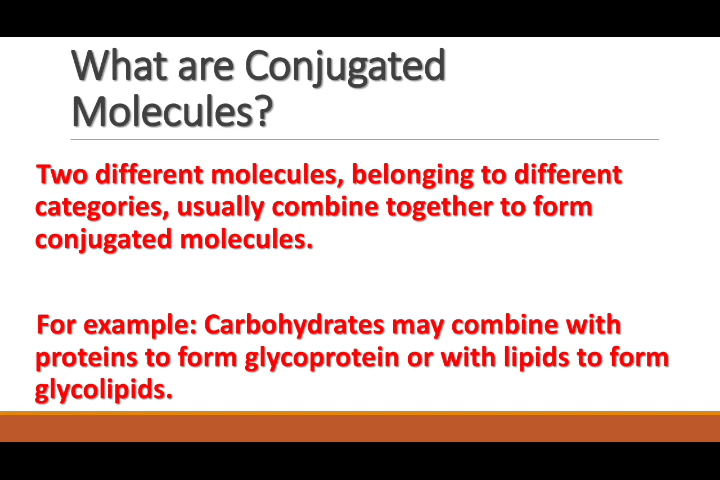 What are Conjugated
Molecules?
Two different molecules, belonging to different
categories, usually combine together to form
conjugated molecules.
For example: Carbohydrates may combine with
proteins to form glycoprotein or with lipids to form
glycolipids.